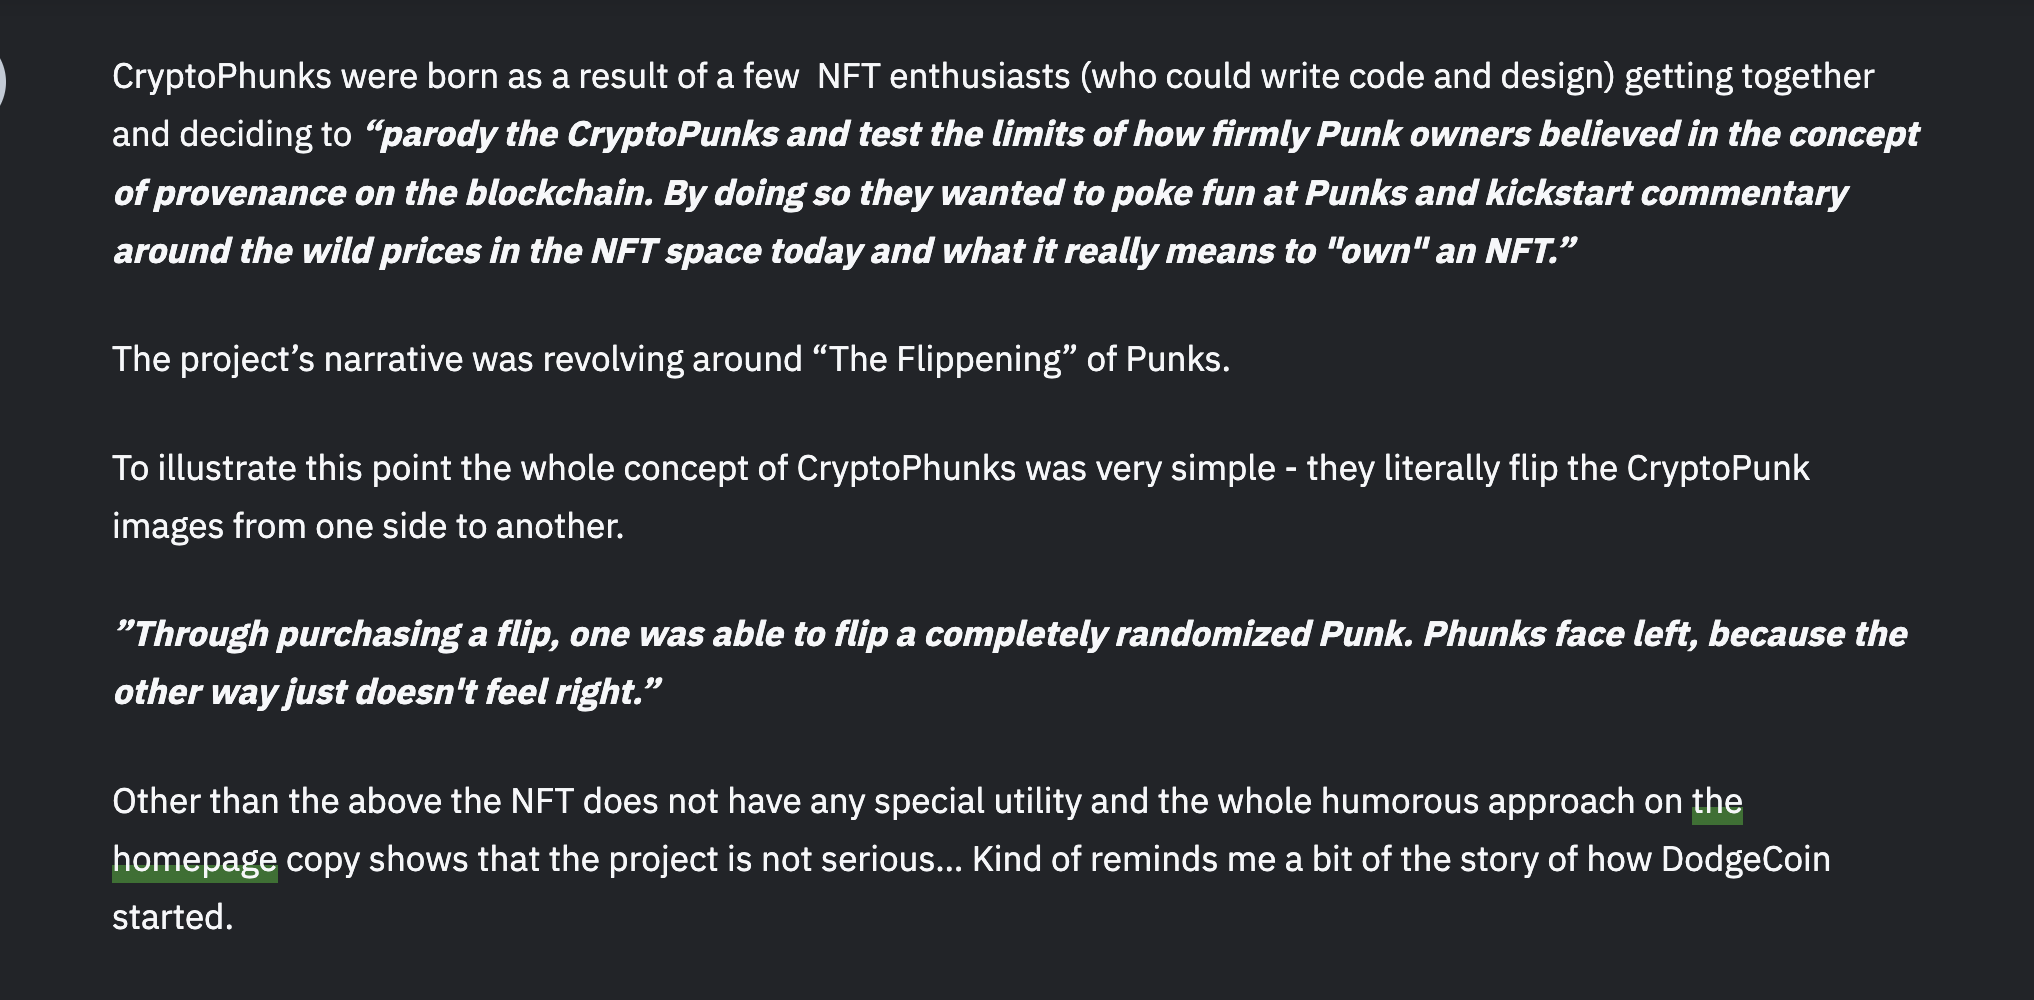 CryptoPhunks were born as a result of a few  NFT enthusiasts (who could write code and design) getting together
and deciding to “parody the CryptoPunks and test the limits of how firmly Punk owners believed in the concept
of provenance on the blockchain. By doing so they wanted to poke fun at Punks and kickstart commentary
around the wild prices in the NFT space today and what it really means to "own" an NFT.”
The project’s narrative was revolving around “The Flippening” of Punks.
To illustrate this point the whole concept of CryptoPhunks was very simple - they literally flip the CryptoPunk
images from one side to another.
”Through purchasing a flip, one was able to flip a completely randomized Punk. Phunks face left, because the
other way just doesn't feel right.”
Other than the above the NFT does not have any special utility and the whole humorous approach on the
homepage copy shows that the project is not serious... Kind of reminds me a bit of the story of how DodgeCoin
started.